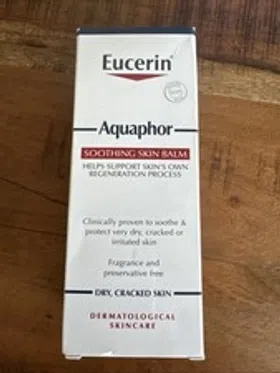 Eucerin®
Aquaphor
SOOTHING SKIN BALM
HELPS SUPPORT SKIN'S OWN
REGENERATION PROCESS
Clinically proven to soothe &
protect very dry, cracked or
irritated skin
Fragrance and
preservative free
DRY, CRACKED SKIN
DERMATOLOGICAL
SKINCARE